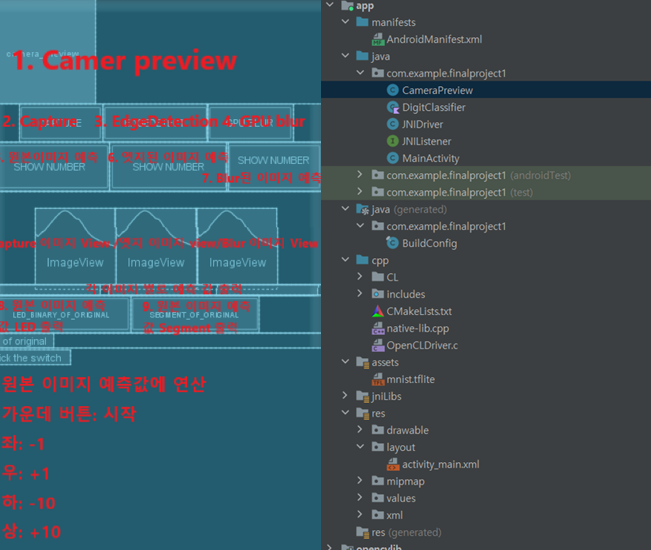 camera_preview
1. Camer preview
2. Capture
3. EdgeDetection
4. GPU blur
원본이미지 예측
6. 엣지된 이미지 예측
SHOW NUMBER
SHOW NUMBER
SHOW NUMBER
7. Blur된 이미지 예측
apture 이미지 View /엣지 이미지 view/Blur 이미지 View
ImageView
ImageView
ImageView
각 이미지 별로 예측 값 출력
8. 원본 이미지 예측
값 LED 출력
LED_BINARY_OF_ORIGINAL
9. 원본 이미지 예측
값 Segment 출력
SEGMENT_OF_ORIGINAL
of original
ick the switch
원본 이미지 예측값에 연산
가운데 버튼: 시작
좌: -1
우: +1
하: -10
상: +10
app
manifests
AndroidManifest.xml
java
com.example.finalproject1
CameraPreview
DigitClassifier
JNIDriver
JNIListener
MainActivity
com.example.finalproject1 (androidTest)
com.example.finalproject1 (test)
java (generated)
com.example.finalproject1
BuildConfig
cpp
CL
includes
CMakeLists.txt
native-lib.cpp
OpenCLDriver.c
assets
mnist.tflite
jniLibs
res
drawable
layout
activity_main.xml
mipmap
values
xml
res (generated)
opencvlib